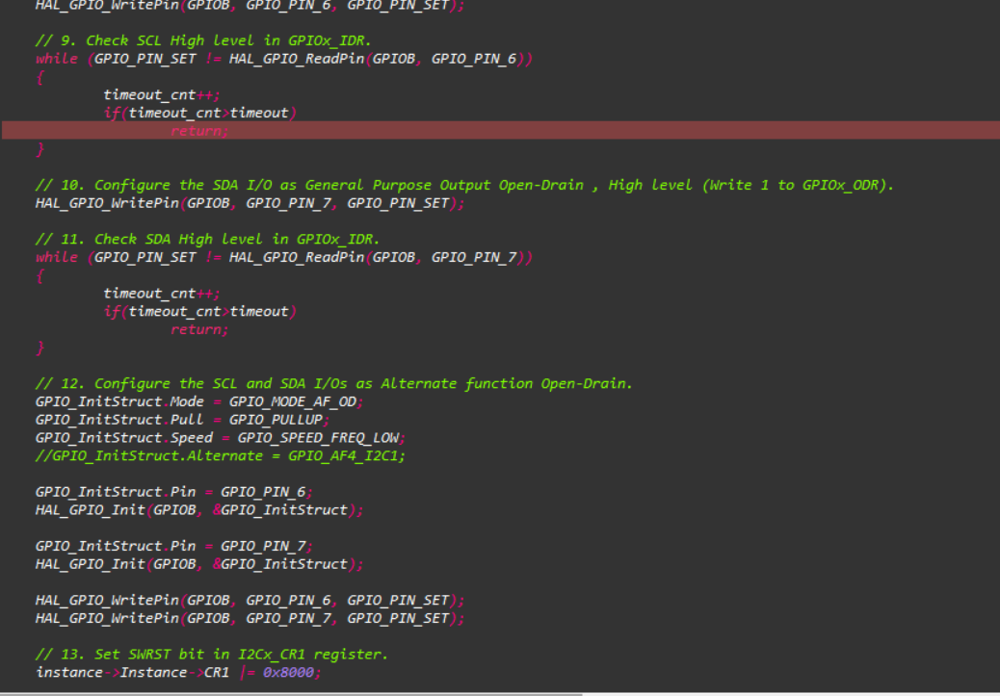 HAL_GPIO_WritePin(GPIOB, GPIO_PIN_6, GPIO_PIN_SET);
// 9. Check SCL High level in GPIOx_IDR.
while (GPIO_PIN_SET != HAL_GPIO_ReadPin(GPIOB, GPIO_PIN_6))
{
timeout_cnt++;
if(timeout_cnt>timeout)
return;
}
// 10. Configure the SDA I/O as General Purpose Output Open-Drain , High level (Write 1 to GPIOx_ODR).
HAL_GPIO_WritePin(GPIOB, GPIO_PIN_7, GPIO_PIN_SET);
// 11. Check SDA High level in GPIOx_IDR.
while (GPIO_PIN_SET != HAL_GPIO_ReadPin(GPIOB, GPIO_PIN_7))
{
timeout_cnt++;
if(timeout_cnt>timeout)
return;
}
// 12. Configure the SCL and SDA I/Os as Alternate function Open-Drain.
GPIO_InitStruct.Mode = GPIO_MODE_AF_OD;
GPIO_InitStruct.Pull = GPIO_PULLUP;
GPIO_InitStruct.Speed = GPIO_SPEED_FREQ_LOW;
//GPIO_InitStruct.Alternate = GPIO_AF4_I2C1;
GPIO_InitStruct.Pin = GPIO_PIN_6;
HAL_GPIO_Init(GPIOB, &GPIO_InitStruct);
GPIO_InitStruct.Pin = GPIO_PIN_7;
HAL_GPIO_Init(GPIOB, &GPIO_InitStruct);
HAL_GPIO_WritePin(GPIOB, GPIO_PIN_6, GPIO_PIN_SET);
HAL_GPIO_WritePin(GPIOB, GPIO_PIN_7, GPIO_PIN_SET);
// 13. Set SWRST bit in I2Cx_CR1 register.
instance->Instance->CR1 |= 0x8000;